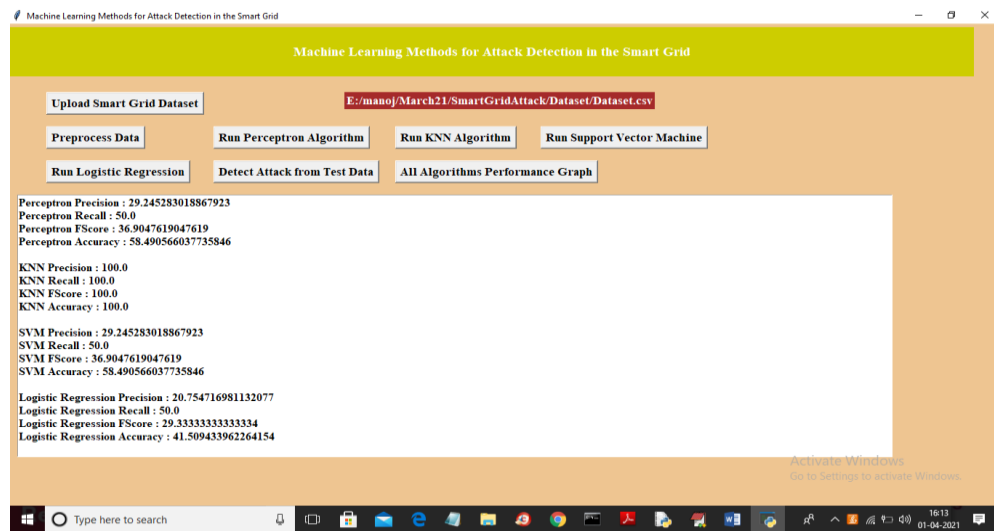 Machine Learning Methods for Attack Detection in the Smart Grid
Machine Learning Methods for Attack Detection in the Smart Grid
Upload Smart Grid Dataset
E:/manoj/March21/SmartGridAttack/Dataset/Dataset.csv
Preprocess Data
Run Perceptron Algorithm
Run KNN Algorithm
Run Support Vector Machine
Run Logistic Regression
Detect Attack from Test Data
All Algorithms Performance Graph
Perceptron Precision : 29.245283018867923
Perceptron Recall : 50.0
Perceptron FScore : 36.9047619047619
Perceptron Accuracy : 58.490566037735846
KNN Precision : 100.0
KNN Recall : 100.0
KNN FScore : 100.0
KNN Accuracy : 100.0
SVM Precision : 29.245283018867923
SVM Recall : 50.0
SVM FScore : 36.9047619047619
SVM Accuracy : 58.490566037735846
Logistic Regression Precision : 20.754716981132077
Logistic Regression Recall : 50.0
Logistic Regression FScore : 29.33333333333334
Logistic Regression Accuracy : 41.509433962264154
Activate Windows
Go to Settings to activate Windows.
Type here to search
16:13
01-04-2021